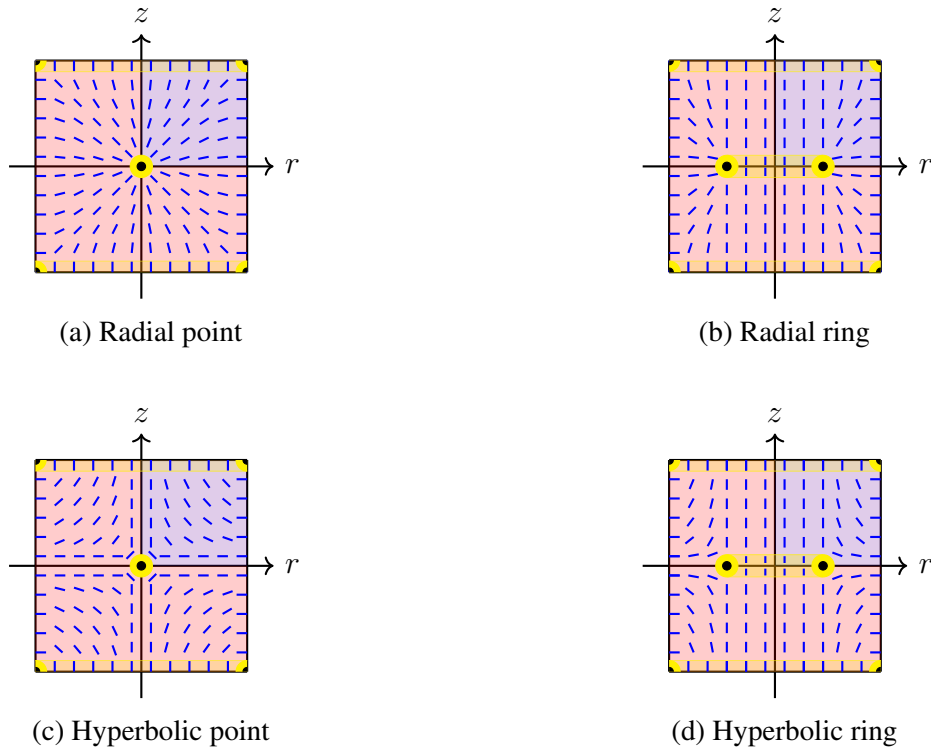 z
z
r
r
(a) Radial point
(b) Radial ring
z
z
r
r
(c) Hyperbolic point
(d) Hyperbolic ring